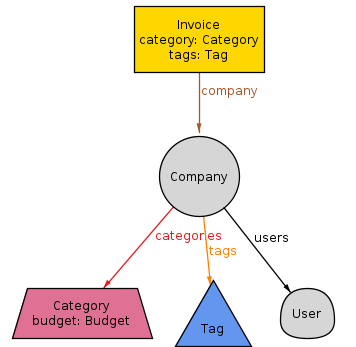 Invoice
category: Category
tags: Tag
company
Company
categories
tags
users
Category
budget: Budget
Tag
User